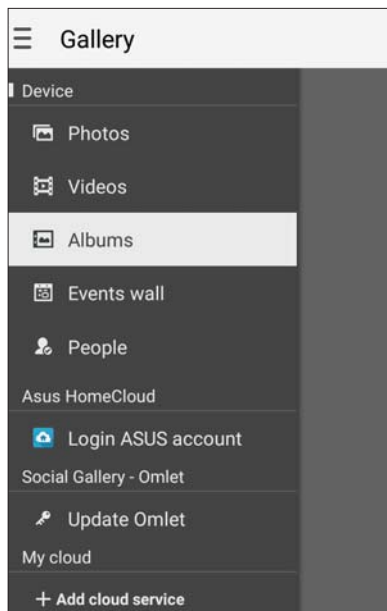 Gallery
Device
Photos
Videos
Albums
Events wall
People
Asus HomeCloud
Login ASUS account
Social Gallery - Omlet
Update Omlet
My cloud
+ Add cloud service